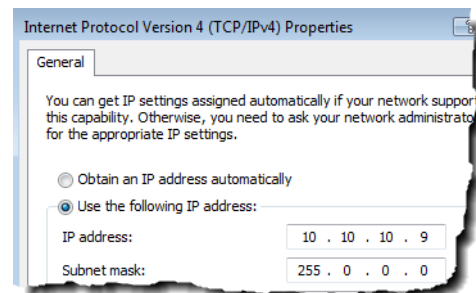 Internet Protocol Version 4 (TCP/IPv4) Properties
General
You can get IP settings assigned automatically if your network
this capability. Otherwise, you need to ask your network
for the appropriate IP settings.
Obtain an IP address automatically
Use the following IP address:
IP address: 10 . 10 . 10 . 9
Subnet mask: 255 . 0 . 0 . 0